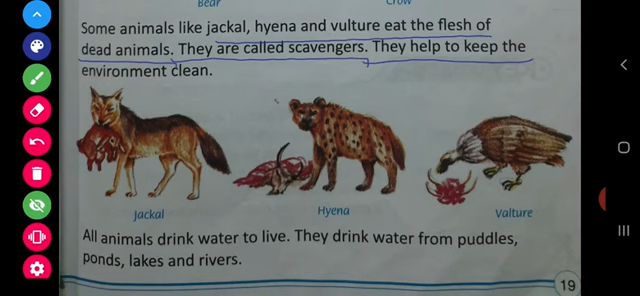 Bear Crow
Some animals like jackal, hyena and vulture eat the flesh of
dead animals. They are called scavengers. They help to keep the
environment clean.
Jackal Hyena Valture
All animals drink water to live. They drink water from puddles,
ponds, lakes and rivers.
19